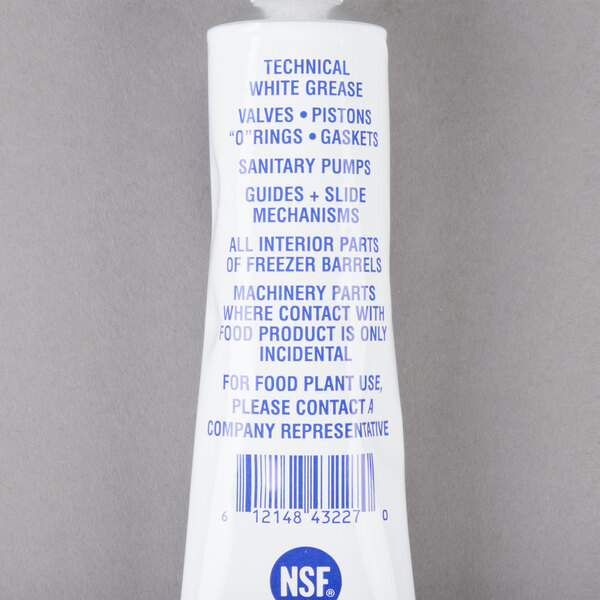 TECHNICAL
WHITE GREASE
VALVES • PISTONS
"O"RINGS • GASKETS
SANITARY PUMPS
GUIDES + SLIDE
MECHANISMS
ALL INTERIOR PARTS
OF FREEZER BARRELS
MACHINERY PARTS
WHERE CONTACT WITH
FOOD PRODUCT IS ONLY
INCIDENTAL
FOR FOOD PLANT USE,
PLEASE CONTACT A
COMPANY REPRESENTATIVE
6 12148 43227 0
NSF®